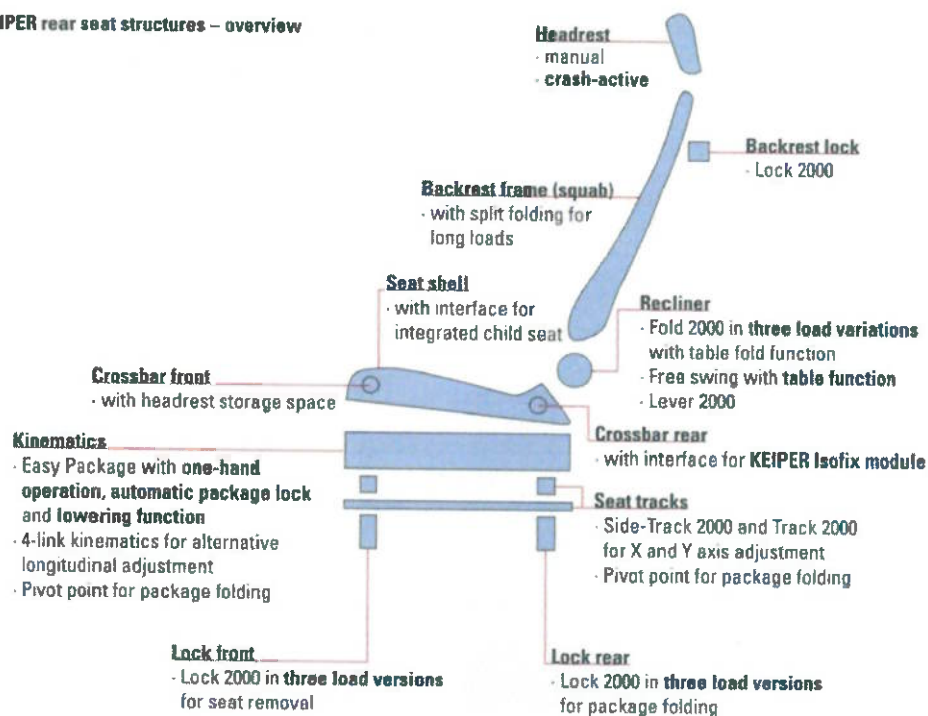 IPER rear seat structures – overview
Headrest
· manual
· crash-active
Backrest lock
· Lock 2000
Backrest frame (squab)
· with split folding for
long loads
Seat shell
· with interface for
integrated child seat
Recliner
· Fold 2000 in three load variations
with table fold function
· Free swing with table function
· Lever 2000
Crossbar front
· with headrest storage space
Crossbar rear
· with interface for KEIPER Isofix module
Kinematics
· Easy Package with one-hand
operation, automatic package lock
and lowering function
· 4-link kinematics for alternative
longitudinal adjustment
· Pivot point for package folding
Seat tracks
· Side-Track 2000 and Track 2000
for X and Y axis adjustment
· Pivot point for package folding
Lock front
· Lock 2000 in three load versions
for seat removal
Lock rear
· Lock 2000 in three load versions
for package folding